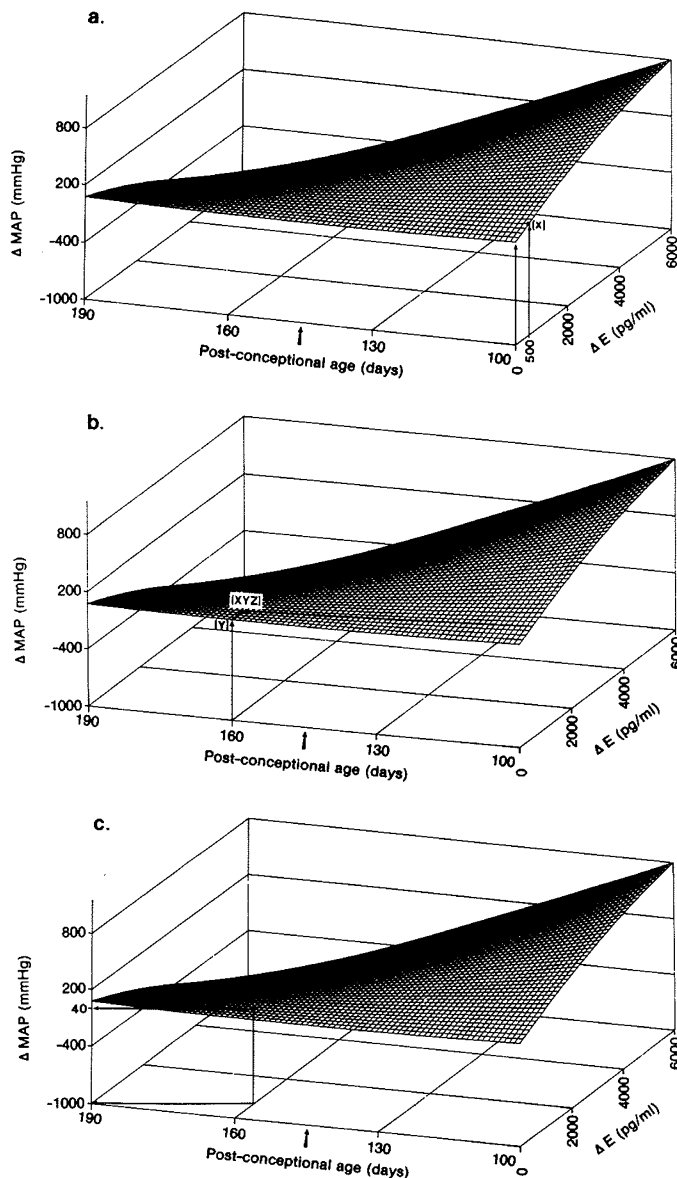 a.
800
200
-400
-1000
Δ MAP (mmHg)
190
160
130
100
Post-conceptional age (days)
|X|
0
500
2000
4000
6000
Δ E (pg/ml)
b.
800
200
-400
-1000
Δ MAP (mmHg)
|XYZ|
|Y|
190
160
130
100
Post-conceptional age (days)
0
2000
4000
6000
Δ E (pg/ml)
c.
800
200
40
-400
-1000
Δ MAP (mmHg)
190
160
130
100
Post-conceptional age (days)
0
2000
4000
6000
Δ E (pg/ml)